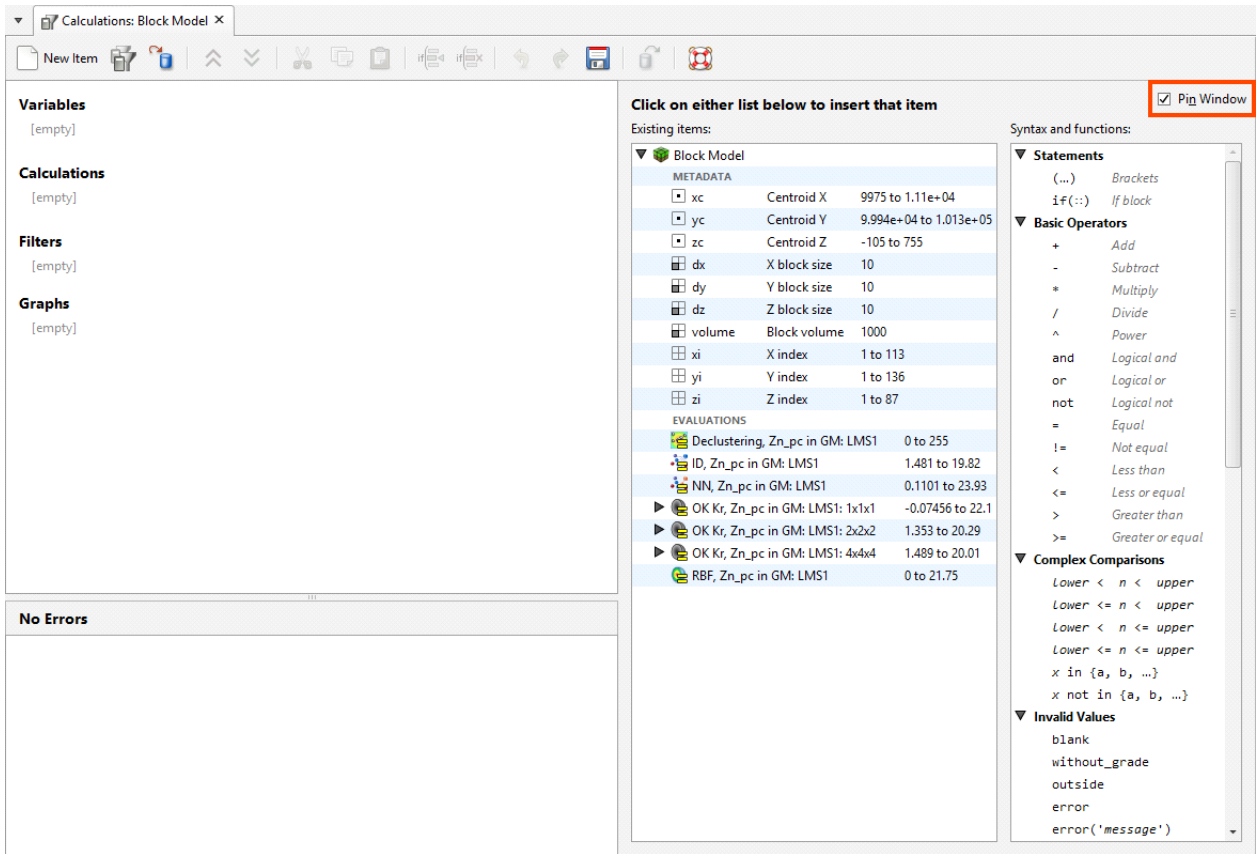 Calculations: Block Model
New Item
Variables
[empty]
Calculations
[empty]
Filters
[empty]
Graphs
[empty]
No Errors
Click on either list below to insert that item
Pin Window
Existing items:
Block Model
METADATA
xc Centroid X 9975 to 1.11e+04
yc Centroid Y 9.994e+04 to 1.013e+05
zc Centroid Z -105 to 755
dx X block size 10
dy Y block size 10
dz Z block size 10
volume Block volume 1000
xi X index 1 to 113
yi Y index 1 to 136
zi Z index 1 to 87
EVALUATIONS
Declustering, Zn_pc in GM: LMS1 0 to 255
ID, Zn_pc in GM: LMS1 1.481 to 19.82
NN, Zn_pc in GM: LMS1 0.1101 to 23.93
OK Kr, Zn_pc in GM: LMS1: 1x1x1 -0.07456 to 22.1
OK Kr, Zn_pc in GM: LMS1: 2x2x2 1.353 to 20.29
OK Kr, Zn_pc in GM: LMS1: 4x4x4 1.489 to 20.01
RBF, Zn_pc in GM: LMS1 0 to 21.75
Syntax and functions:
Statements
(…) Brackets
if(::) If block
Basic Operators
+ Add
- Subtract
* Multiply
/ Divide
^ Power
and Logical and
or Logical or
not Logical not
= Equal
!= Not equal
< Less than
<= Less or equal
> Greater than
>= Greater or equal
Complex Comparisons
Lower < n < upper
Lower <= n < upper
Lower < n <= upper
Lower <= n <= upper
x in {a, b, …}
x not in {a, b, …}
Invalid Values
blank
without_grade
outside
error
error('message')